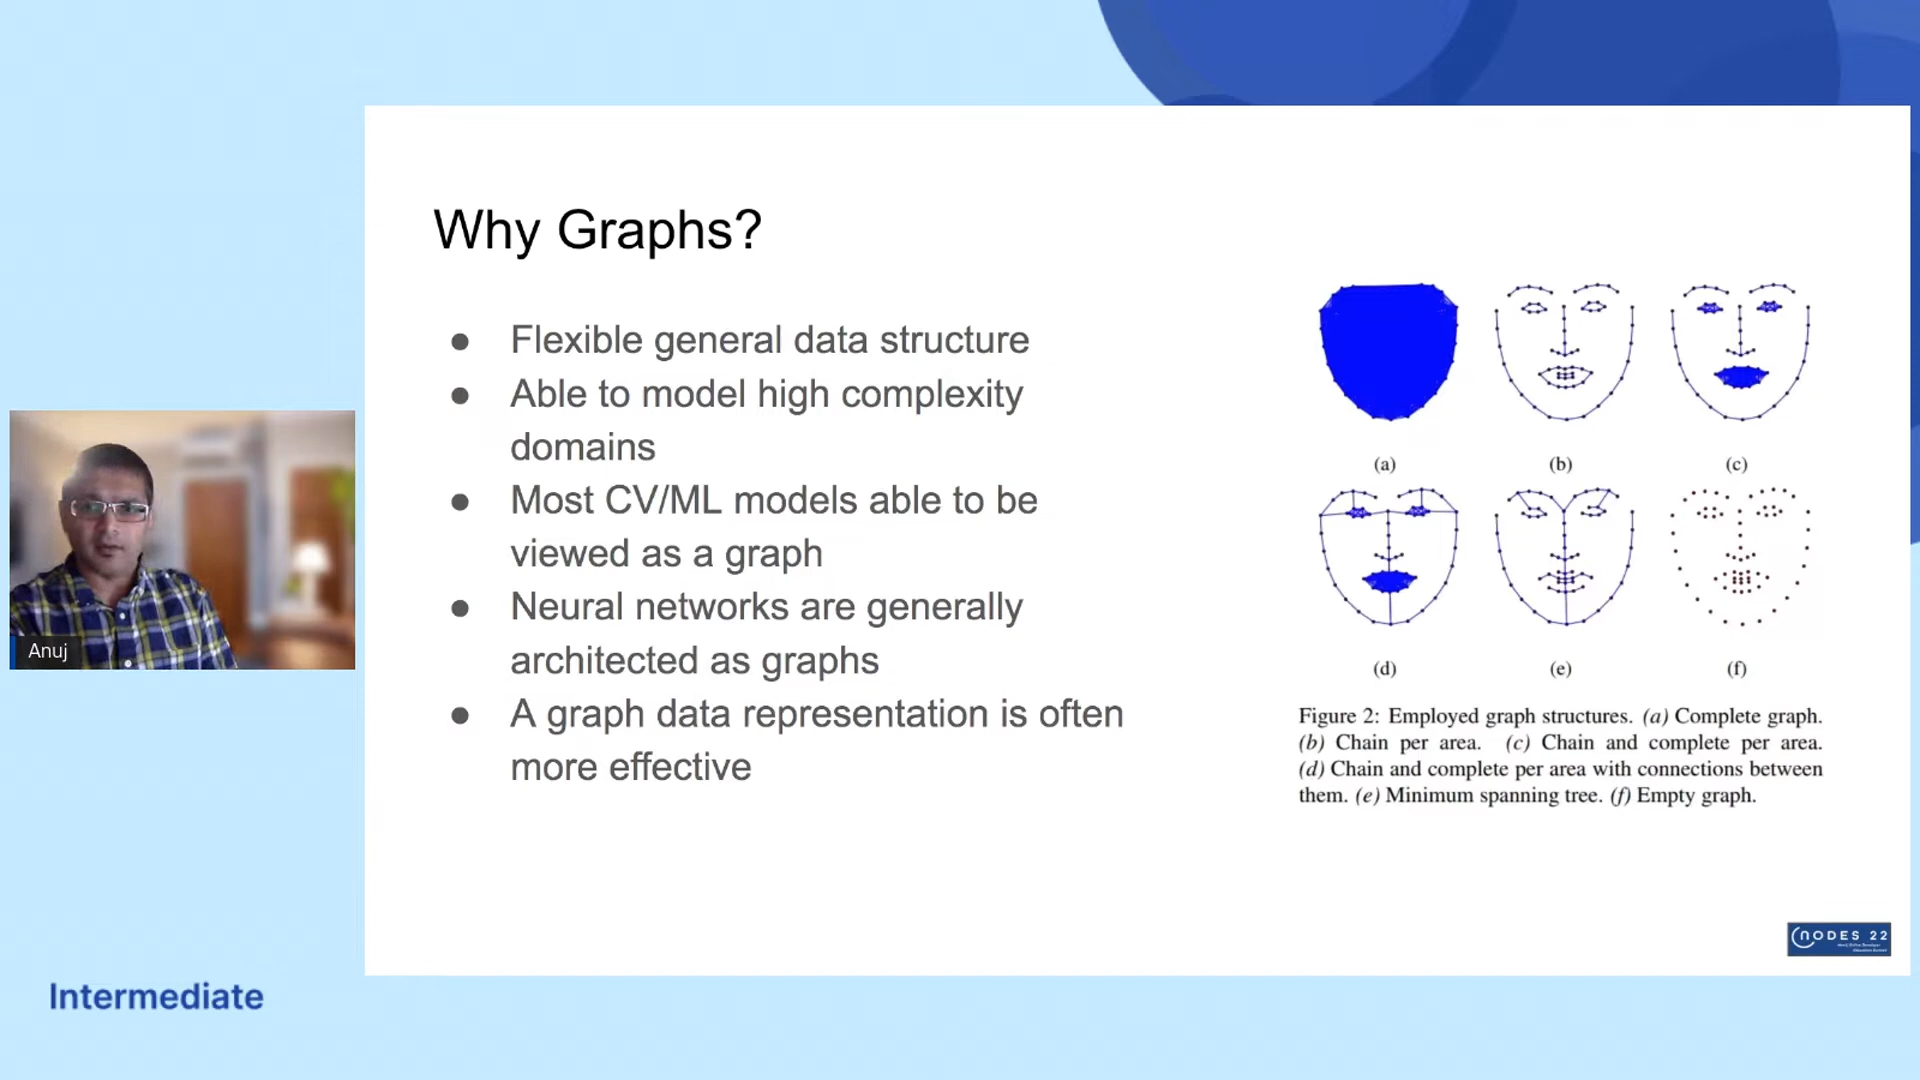 Why Graphs?
● Flexible general data structure
● Able to model high complexity
domains
● Most CV/ML models able to be
viewed as a graph
● Neural networks are generally
architected as graphs
● A graph data representation is often
more effective
(a) (b) (c)
(d) (e) (f)
Figure 2: Employed graph structures. (a) Complete graph.
(b) Chain per area. (c) Chain and complete per area.
(d) Chain and complete per area with connections between
them. (e) Minimum spanning tree. (f) Empty graph.
Anuj
NODES 22
Intermediate